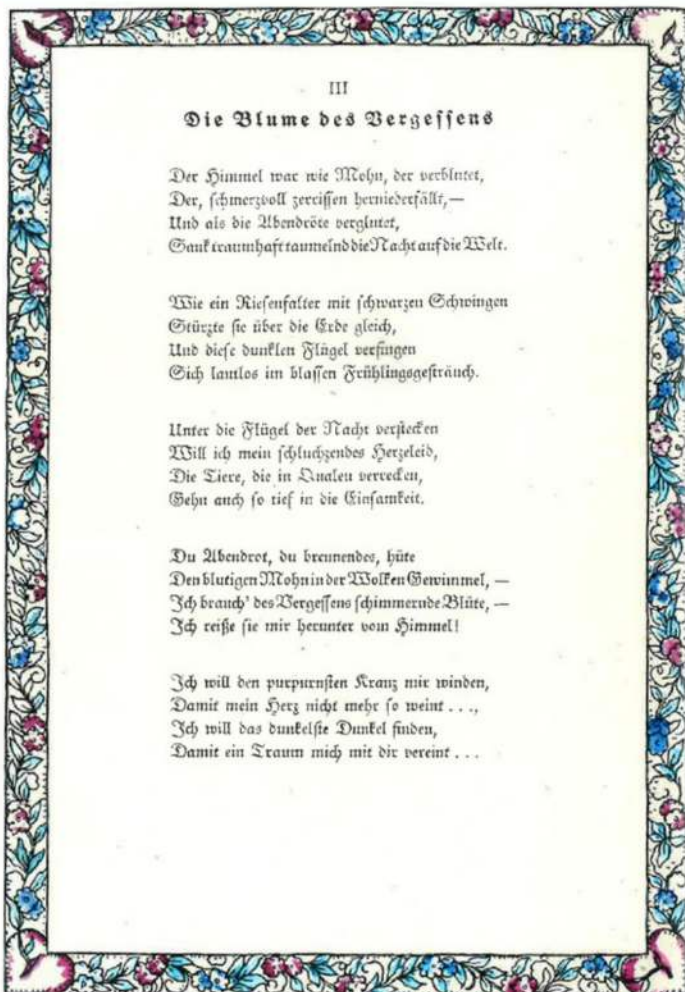 III
Die Blume des Vergessens
Der Himmel war wie Mohn, der verblutet,
Der, schmerzvoll zerrissen herniederfällt, —
Und als die Abendröte verglutet,
Sank traumhaft taumelnd die Nacht auf die Welt.
Wie ein Riesenfalter mit schwarzen Schwingen
Stürzte sie über die Erde gleich,
Und diese dunklen Flügel verfingen
Sich lautlos im blassen Frühlingsgesträuch.
Unter die Flügel der Nacht verstecken
Will ich mein schluchzendes Herzeleid,
Die Tiere, die in Qualen verrecken,
Gehn auch so tief in die Einsamkeit.
Du Abendrot, du brennendes, hüte
Den blutigen Mohn in der Wolken Gewimmel, —
Ich brauch' des Vergessens schimmernde Blüte, —
Ich reiße sie mir herunter vom Himmel!
Ich will den purpurnsten Kranz mir winden,
Damit mein Herz nicht mehr so weint . . .,
Ich will das dunkelste Dunkel finden,
Damit ein Traum mich mit dir vereint . . .